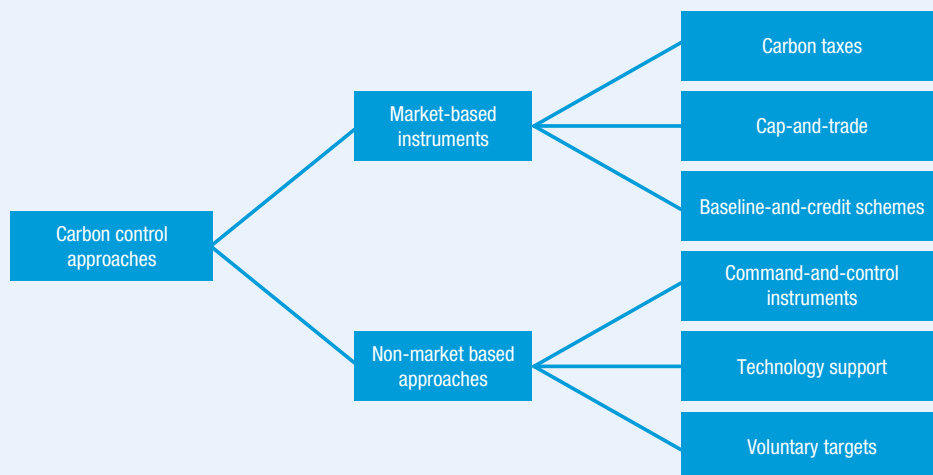 Carbon control
approaches
Market-based
instruments
Carbon taxes
Cap-and-trade
Baseline-and-credit schemes
Non-market based
approaches
Command-and-control
instruments
Technology support
Voluntary targets